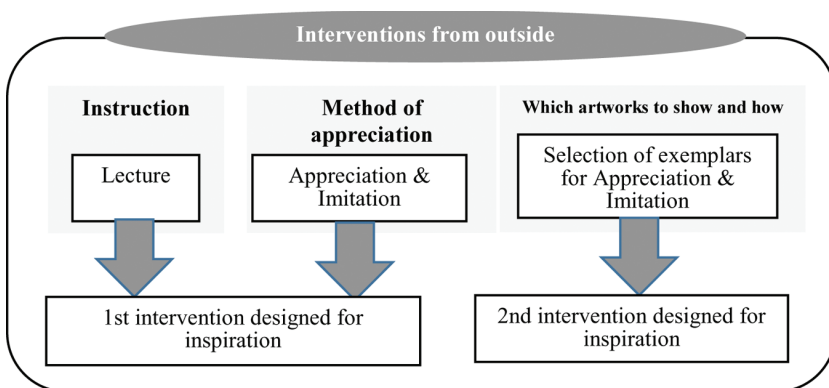 Interventions from outside
Instruction
Lecture
Method of
appreciation
Appreciation &
Imitation
Which artworks to show and how
Selection of exemplars
for Appreciation &
Imitation
1st intervention designed for
inspiration
2nd intervention designed for
inspiration